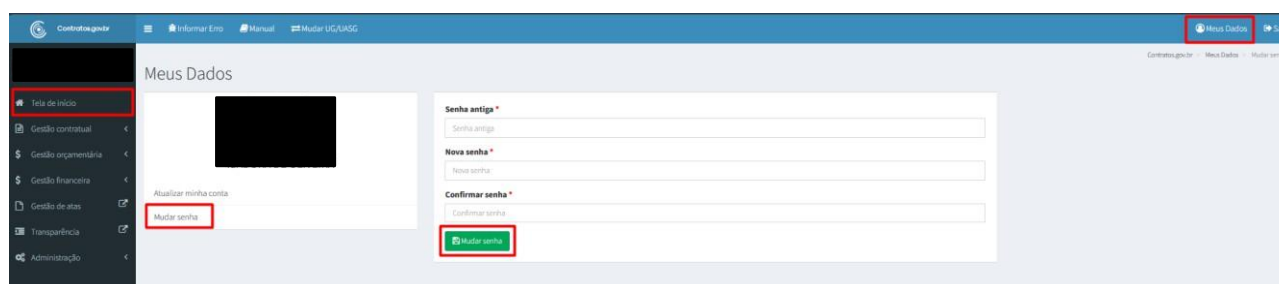 Contratos.gov.br
Informar Erro Manual Mudar UG/UASG
Meus Dados
Contratos.gov.br Meus Dados
Meus Dados
Tela de início
Gestão contratual
Gestão orçamentária
Gestão financeira
Gestão de atas
Transparência
Administração
Atualizar minha conta
Mudar senha
Senha antiga *
Senha antiga
Nova senha *
Nova senha
Confirmar senha *
Confirmar senha
Mudar senha